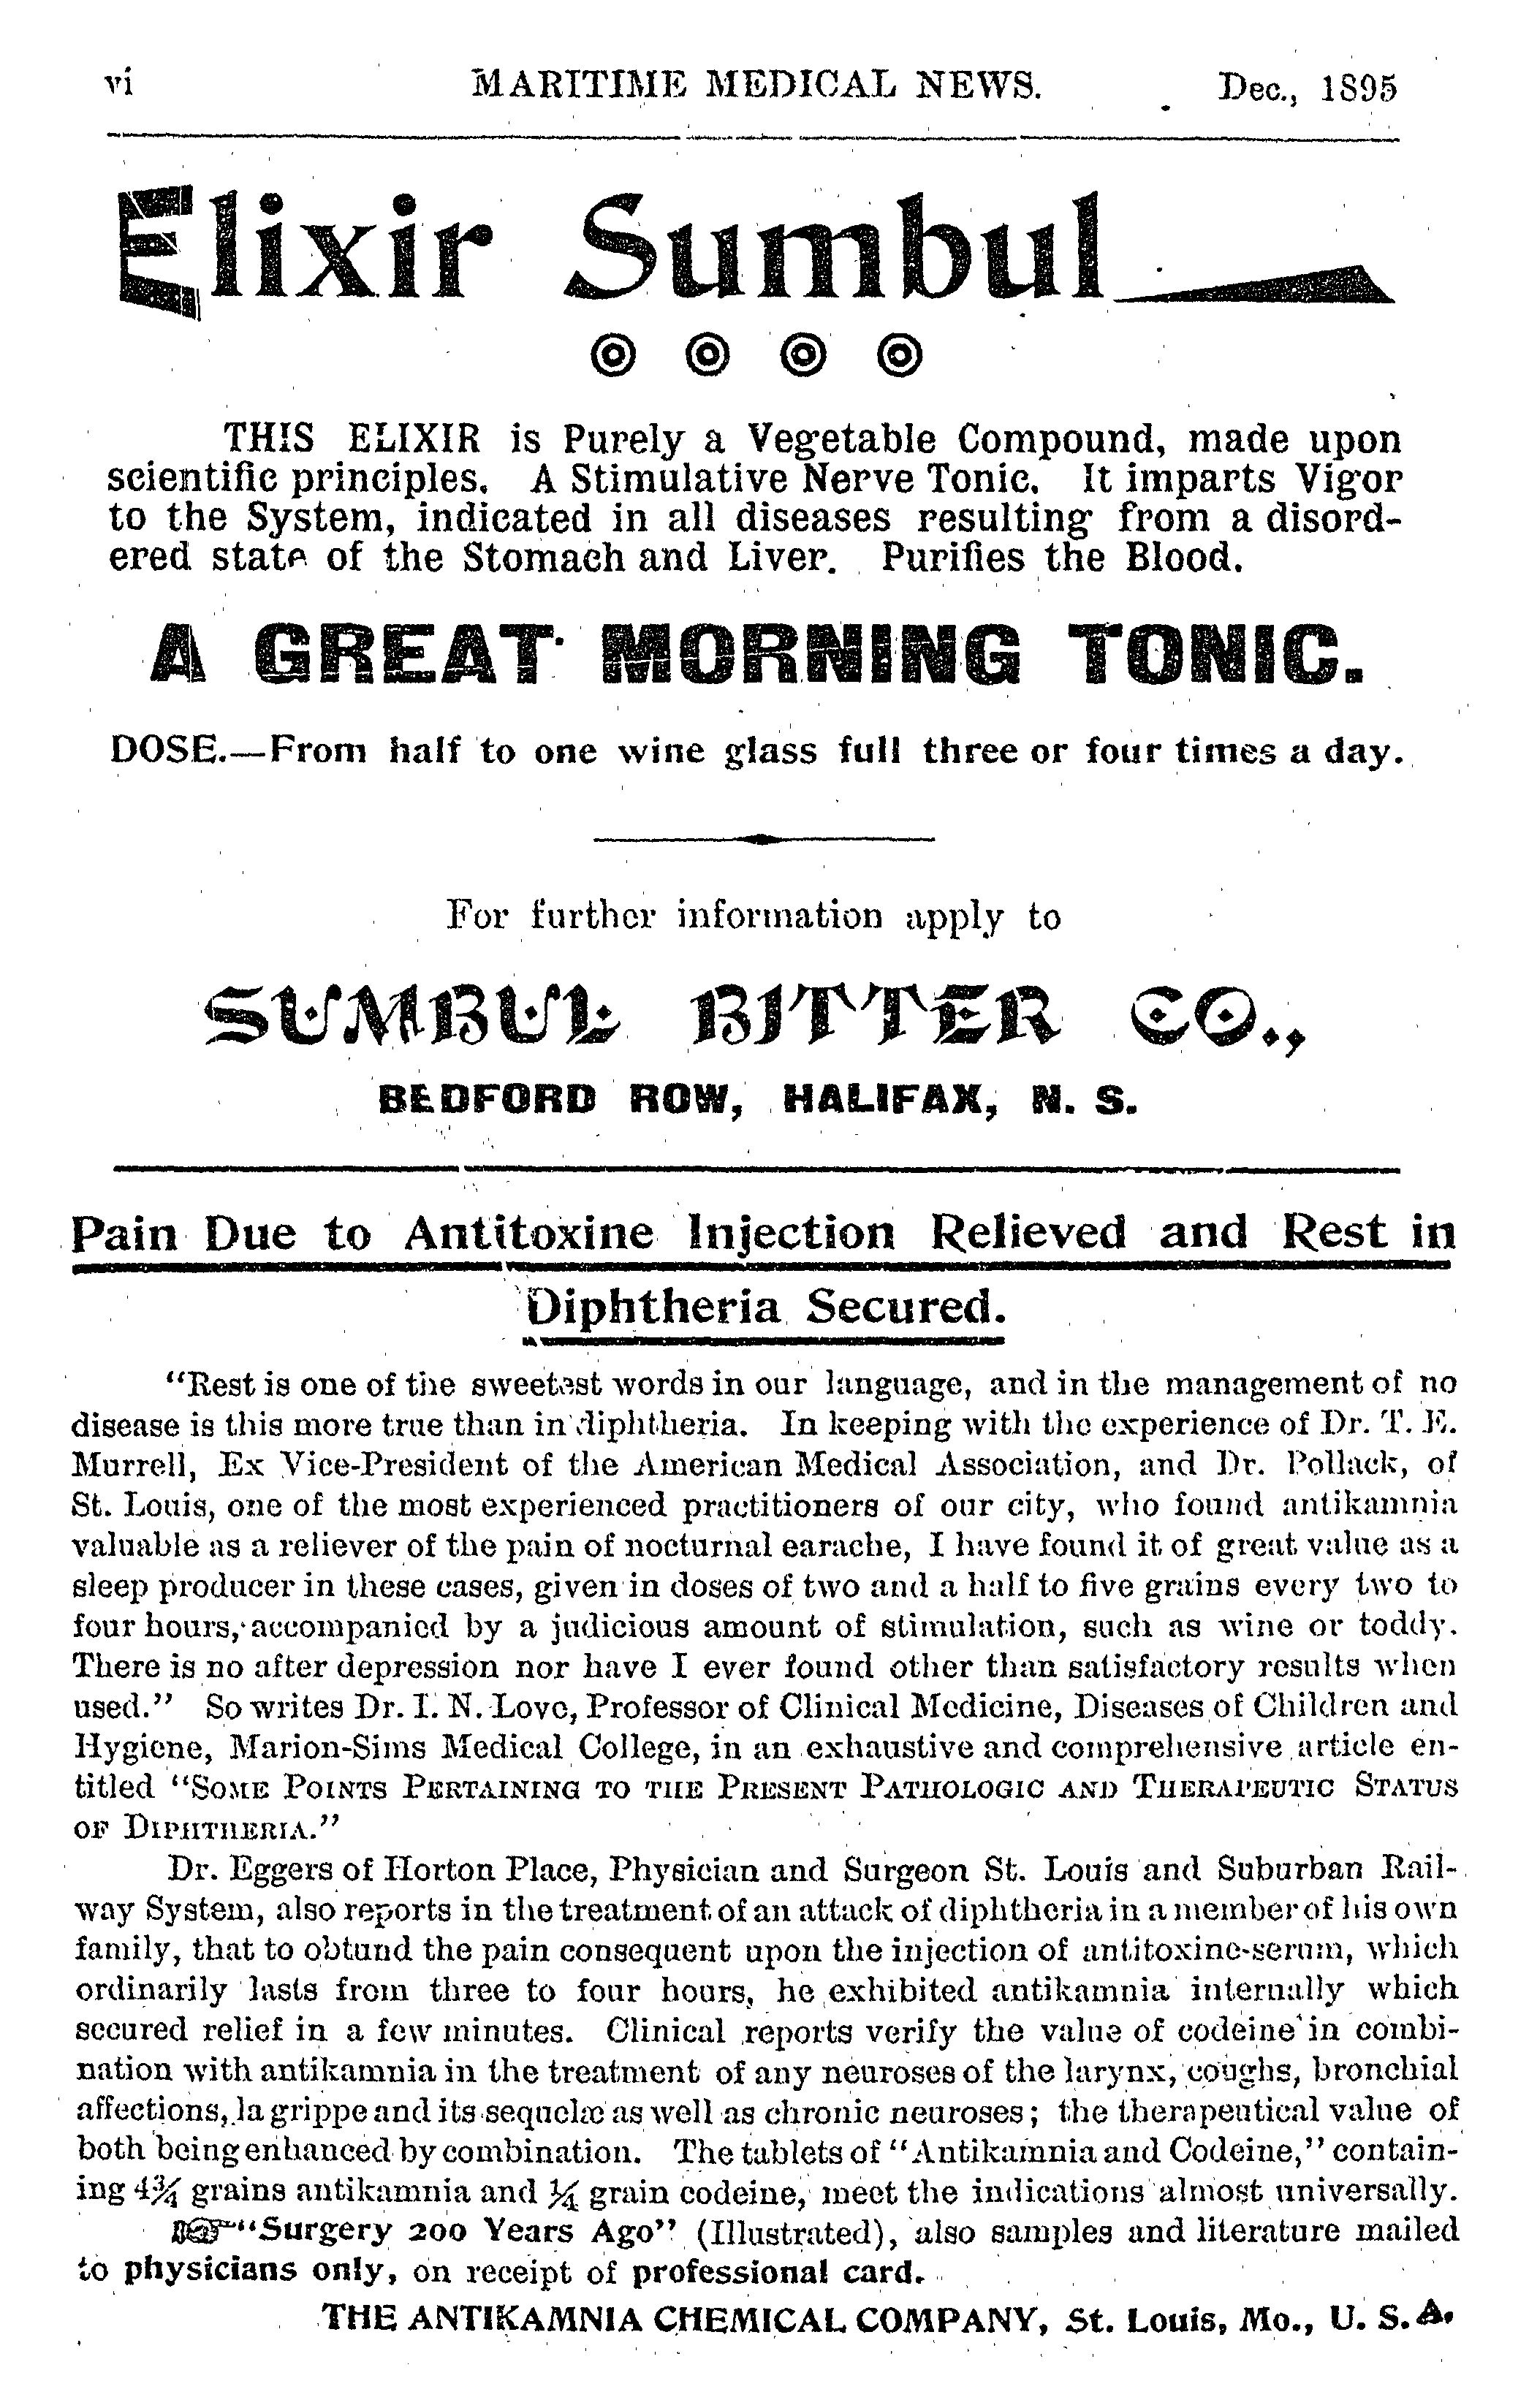 vi MARITIME MEDICAL NEWS. Dec., 1895
Elixir Sumbul
THIS ELIXIR is Purely a Vegetable Compound, made upon
scientific principles. A Stimulative Nerve Tonic. It imparts Vigor
to the System, indicated in all diseases resulting from a disord-
ered state of the Stomach and Liver. Purifies the Blood.
A GREAT MORNING TONIC.
DOSE.—From half to one wine glass full three or four times a day.
For further information apply to
SUMBUL BITTER CO.,
BEDFORD ROW, HALIFAX, N. S.
Pain Due to Antitoxine Injection Relieved and Rest in
Diphtheria Secured.
"Rest is one of the sweetest words in our language, and in the management of no
disease is this more true than in diphtheria. In keeping with the experience of Dr. T. E.
Murrell, Ex Vice-President of the American Medical Association, and Dr. Pollack, of
St. Louis, one of the most experienced practitioners of our city, who found antikamnia
valuable as a reliever of the pain of nocturnal earache, I have found it of great value as a
sleep producer in these cases, given in doses of two and a half to five grains every two to
four hours, accompanied by a judicious amount of stimulation, such as wine or toddy.
There is no after depression nor have I ever found other than satisfactory results when
used." So writes Dr. I. N. Love, Professor of Clinical Medicine, Diseases of Children and
Hygiene, Marion-Sims Medical College, in an exhaustive and comprehensive article en-
titled "SOME POINTS PERTAINING TO THE PRESENT PATHOLOGIC AND THERAPEUTIC STATUS
OF DIPHTHERIA."
Dr. Eggers of Horton Place, Physician and Surgeon St. Louis and Suburban Rail-
way System, also reports in the treatment of an attack of diphtheria in a member of his own
family, that to obtund the pain consequent upon the injection of antitoxine-serum, which
ordinarily lasts from three to four hours, he exhibited antikamnia internally which
secured relief in a few minutes. Clinical reports verify the value of codeine in combi-
nation with antikamnia in the treatment of any neuroses of the larynx, coughs, bronchial
affections, la grippe and its sequelæ as well as chronic neuroses; the therapeutical value of
both being enhanced by combination. The tablets of "Antikamnia and Codeine," contain-
ing 4¾ grains antikamnia and ¼ grain codeine, meet the indications almost universally.
☞"Surgery 200 Years Ago" (Illustrated), also samples and literature mailed
to physicians only, on receipt of professional card.
THE ANTIKAMNIA CHEMICAL COMPANY, St. Louis, Mo., U. S. A.